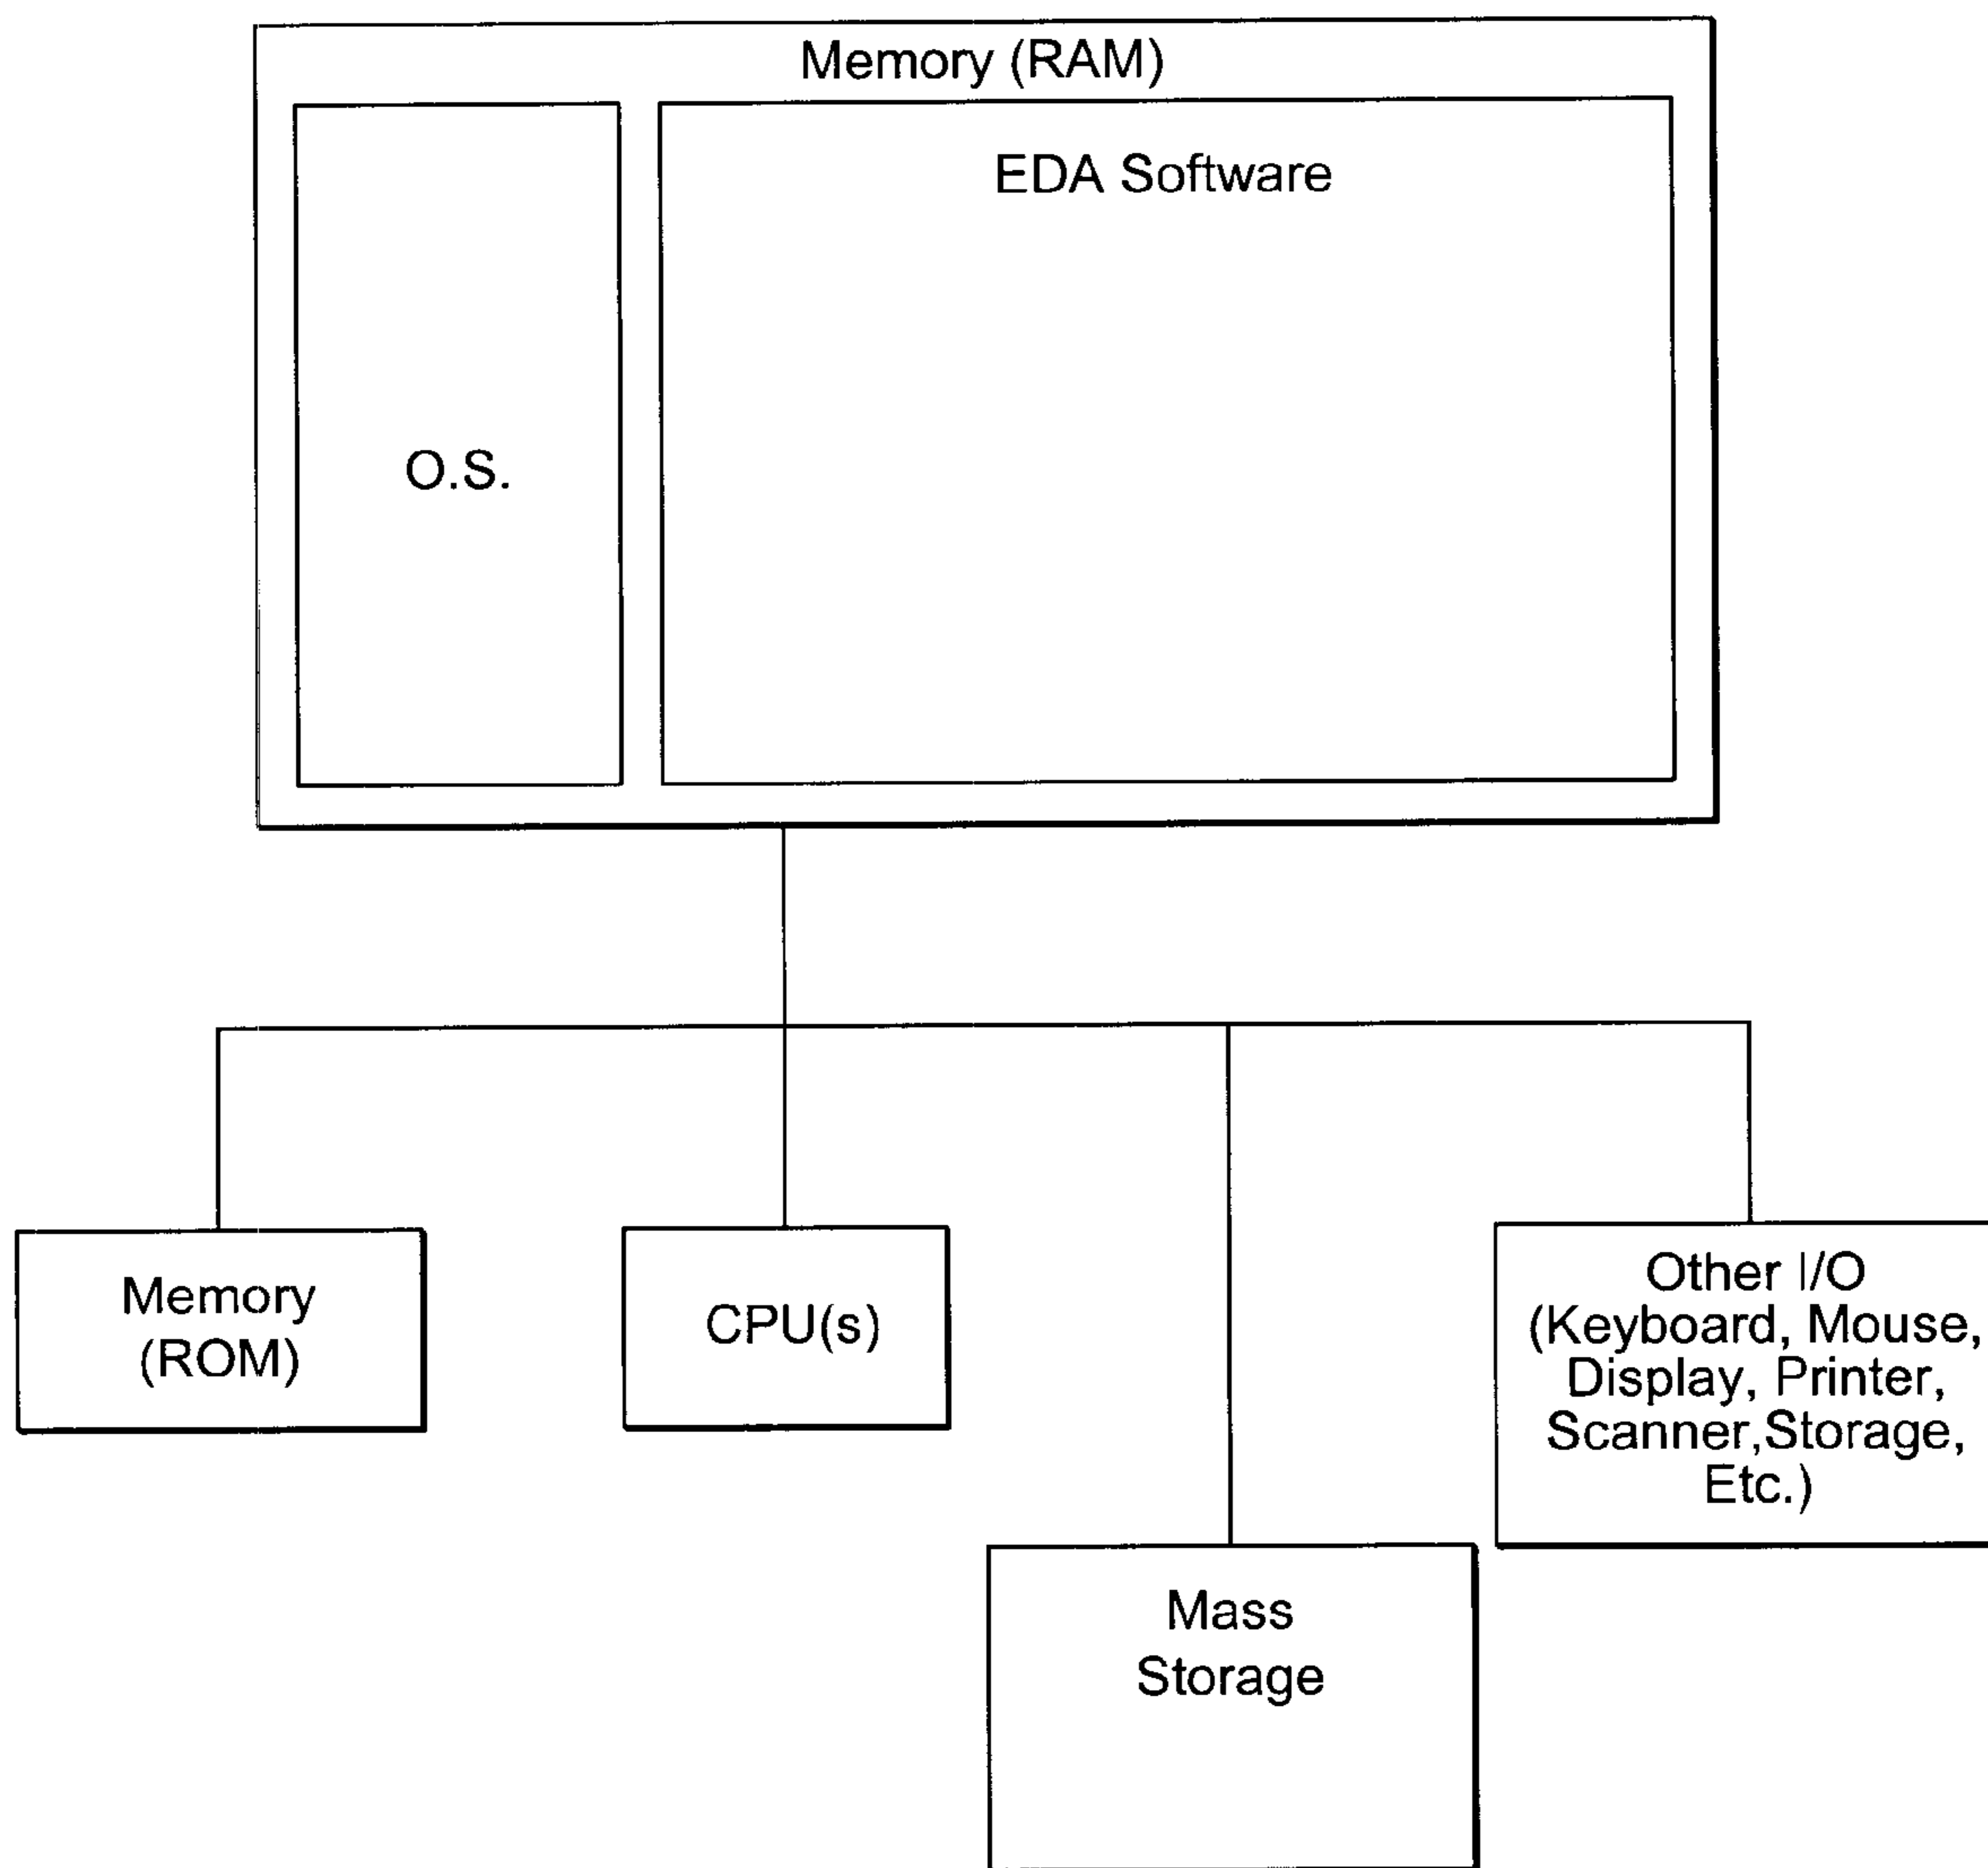 Memory (RAM)
EDA Software
O.S.
Memory
(ROM)
CPU(s)
Other I/O
(Keyboard, Mouse,
Display, Printer,
Scanner,Storage,
Etc.)
Mass
Storage